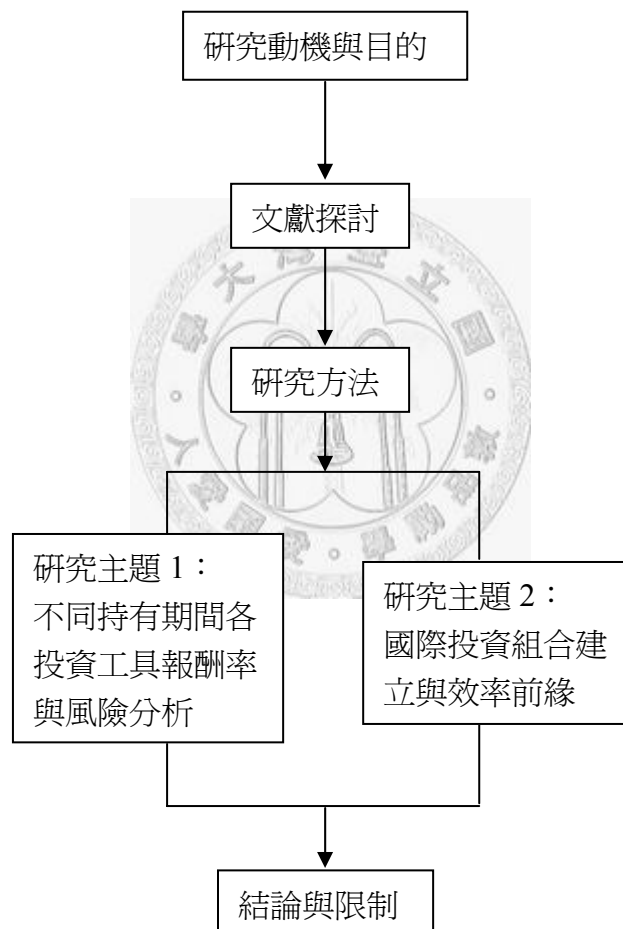 研究動機與目的
文獻探討
研究方法
研究主題 1：
不同持有期間各
投資工具報酬率
與風險分析
研究主題 2：
國際投資組合建
立與效率前緣
結論與限制